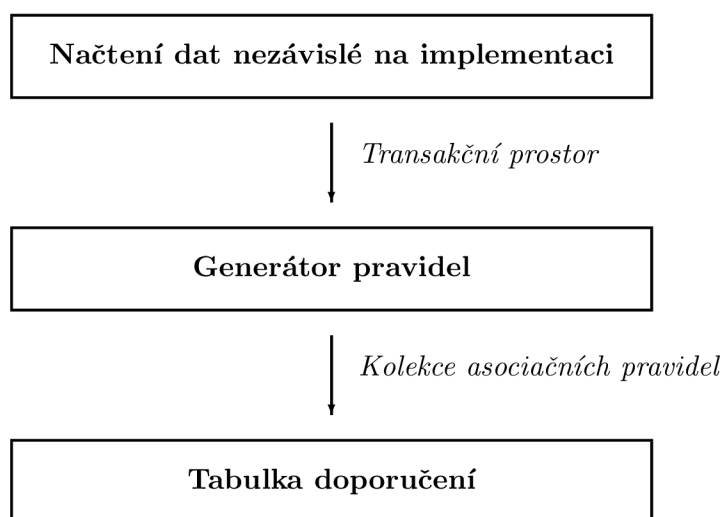 Načtení dat nezávislé na implementaci
Transakční prostor
Generátor pravidel
Kolekce asociačních pravidel
Tabulka doporučení